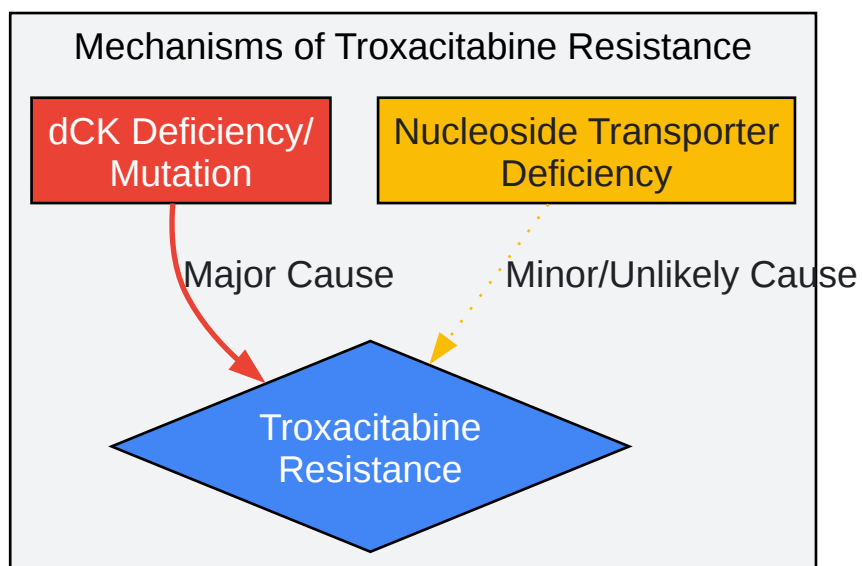 Mechanisms of Troxacitabine Resistance
dCK Deficiency/
Mutation
Nucleoside Transporter
Deficiency
Major Cause
Minor/Unlikely Cause
Troxacitabine
Resistance